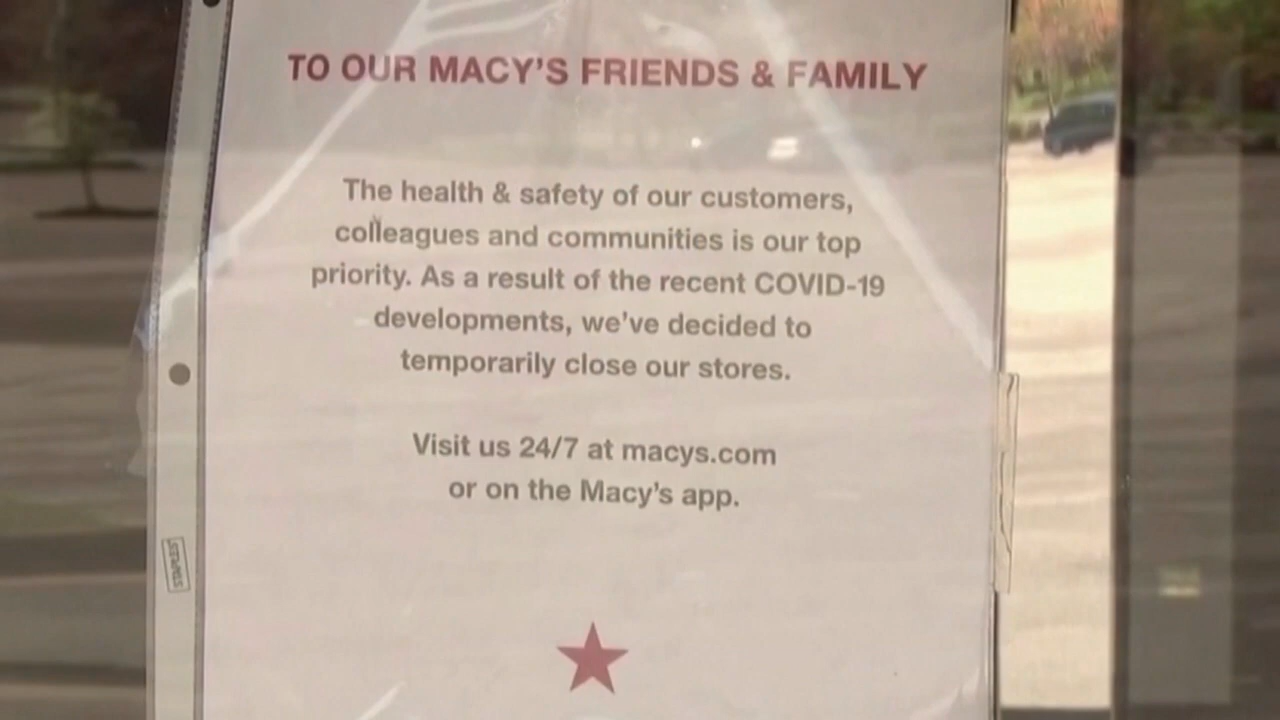 TO OUR MACY'S FRIENDS & FAMILY
The health & safety of our customers,
colleagues and communities is our top
priority. As a result of the recent COVID-19
developments, we've decided to
temporarily close our stores.
Visit us 24/7 at macys.com
or on the Macy's app.
STAPLES